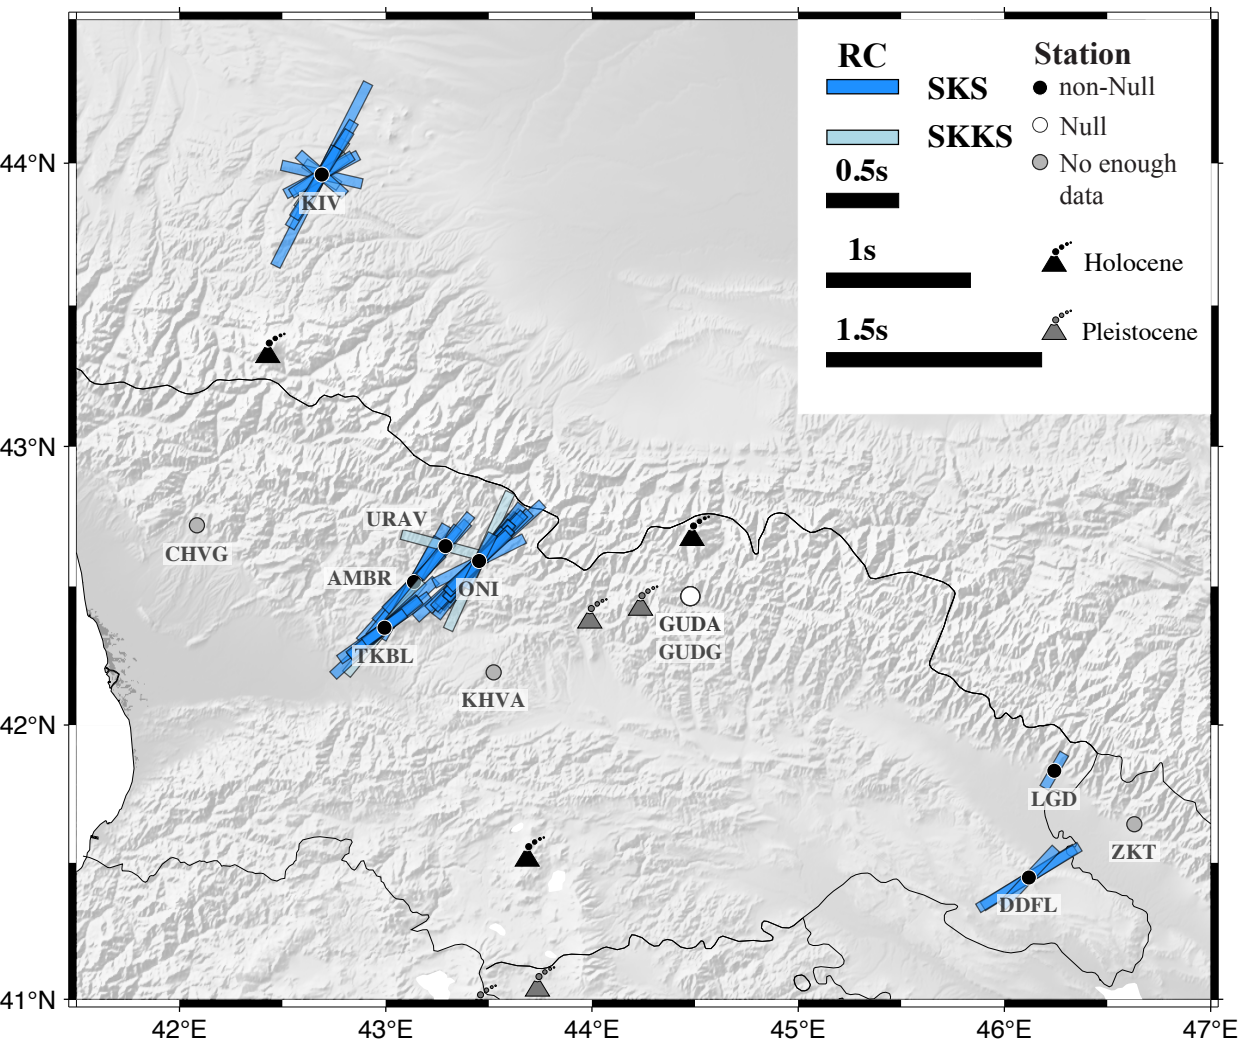 RC
Station
SKS
non-Null
SKKS
Null
0.5s
No enough
data
1s
Holocene
1.5s
Pleistocene
44°N
KIV
43°N
URAV
CHVG
AMBR
ONI
GUDA
GUDG
TKBL
KHVA
42°N
LGD
ZKT
DDFL
41°N
42°E
43°E
44°E
45°E
46°E
47°E